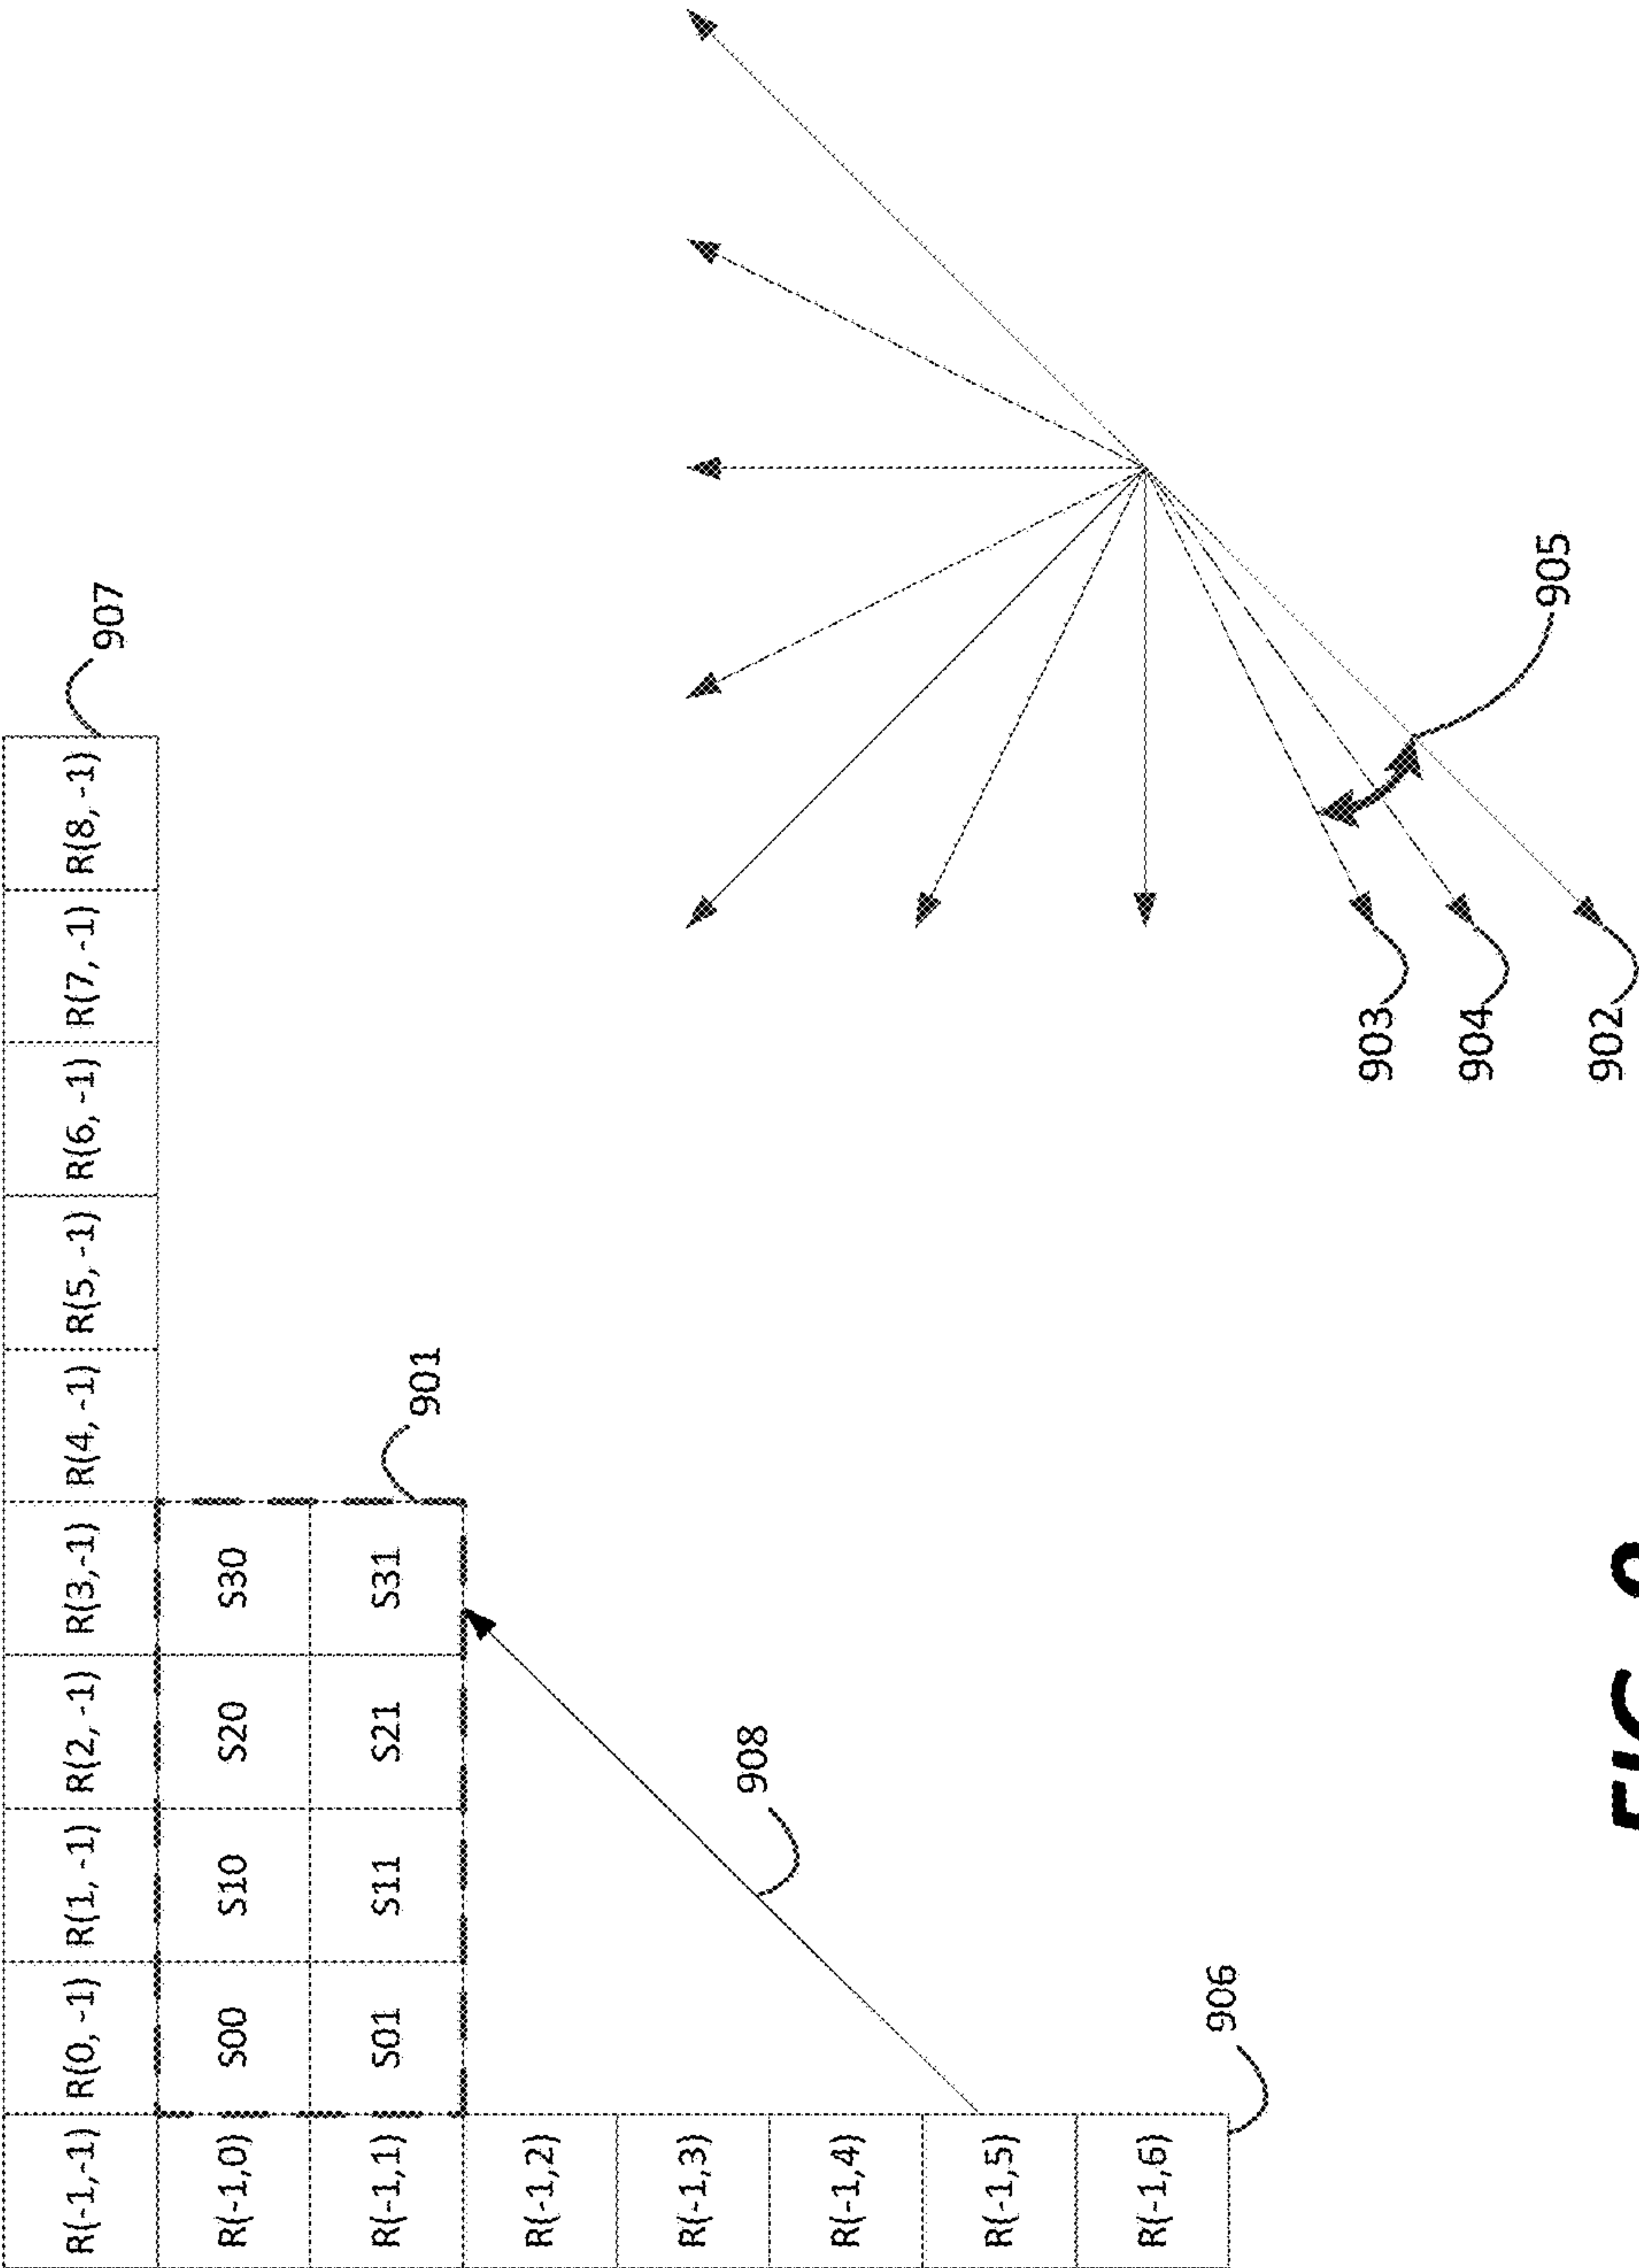 R(-1,-1) R(0, -1) R(1, -1) R(2, -1) R(3,-1) R(4, -1) R(5, -1) R(6, -1) R(7, -1) R(8, -1)
907
R(-1,0) S00 S10 S20 S30
R(-1,1) S01 S11 S21 S31
901
R(-1,2)
R(-1,3)
908
R(-1,4)
R(-1,5)
R(-1,6)
906
903
904
905
902